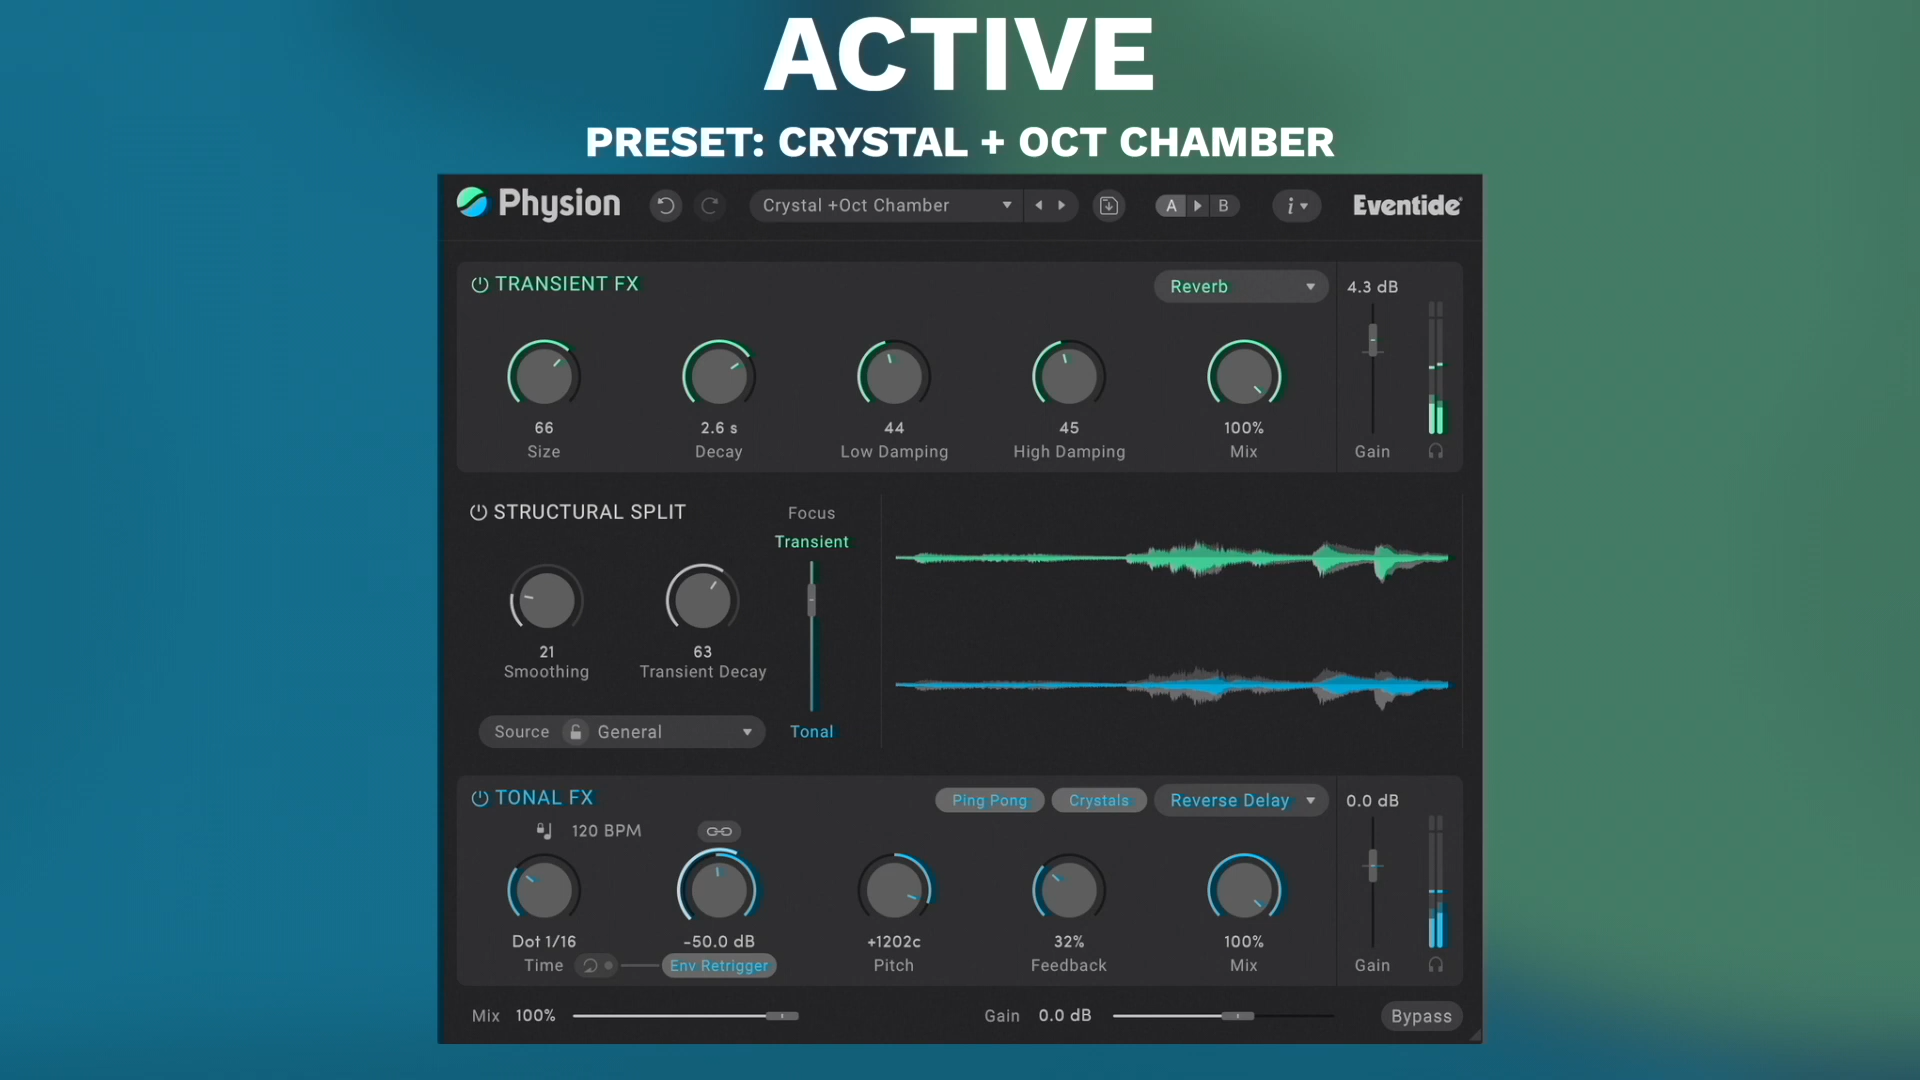 ACTIVE
PRESET: CRYSTAL + OCT CHAMBER
Physion
Crystal +Oct Chamber
A
B
i
Eventide
TRANSIENT FX
Reverb
4.3 dB
66
2.6 s
44
45
100%
Size
Decay
Low Damping
High Damping
Mix
Gain
STRUCTURAL SPLIT
Focus
Transient
21
63
Smoothing
Transient Decay
Source
General
Tonal
TONAL FX
Ping Pong
Crystals
Reverse Delay
0.0 dB
120 BPM
Dot 1/16
-50.0 dB
+1202c
32%
100%
Time
Env Retrigger
Pitch
Feedback
Mix
Gain
Mix 100%
Gain 0.0 dB
Bypass